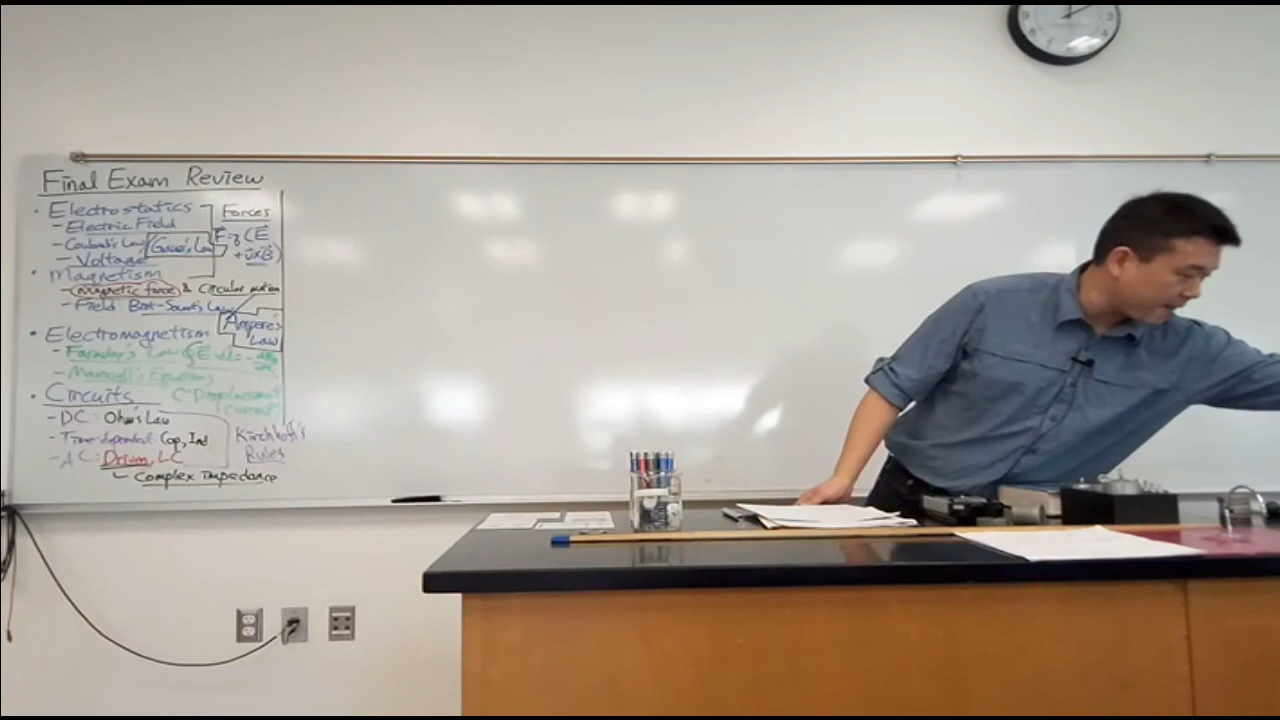 Final Exam Review
· Electrostatics
- Electric Field
- Coulomb's Law
Gauss's Law
- Voltage
Forces
F = q (E
+ v×B)
· Magnetism
- magnetic force & Circular motion
- Field: Biot-Savart's Law
Ampere's
Law
· Electromagnetism
- Faraday's Law
- Maxwell's Equations
Displacement
Current
· Circuits
- DC: Ohm's Law
- Time-dependent: Cap, Ind
- AC: Driven, LC
Complex impedance
Kirchhoff's
Rules